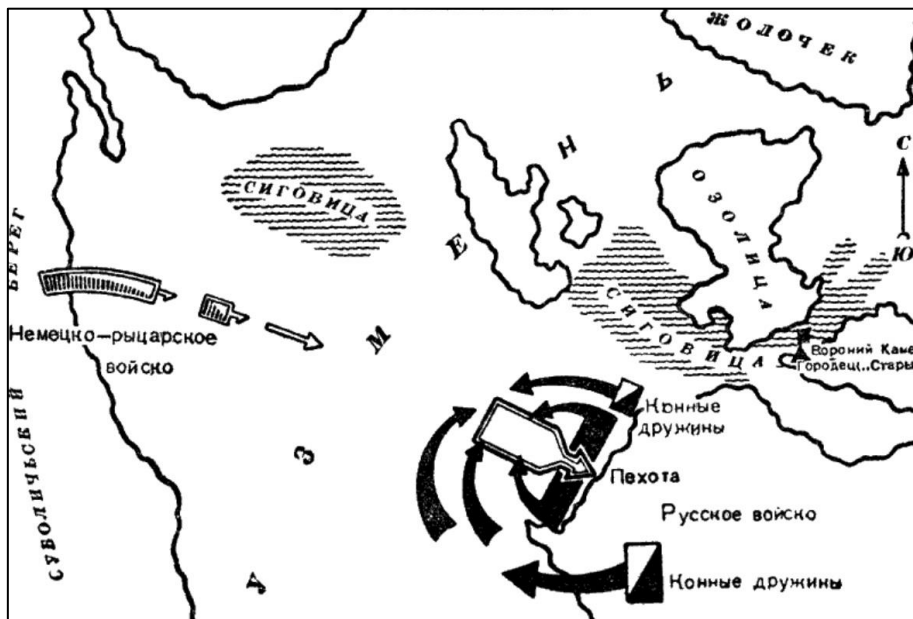 ЖОЛОЧЕК
С
СИГОВИЦА
ОЗОЛИЦА
Ю
БЕРЕГ
СИГОВИЦА
Немецко-рыцарское
войско
Вороний Каме
Городец
Конные
дружины
Пехота
Русское войско
Конные дружины
СУБОЛИЧЬСКИЙ
УЗМЕНЬ